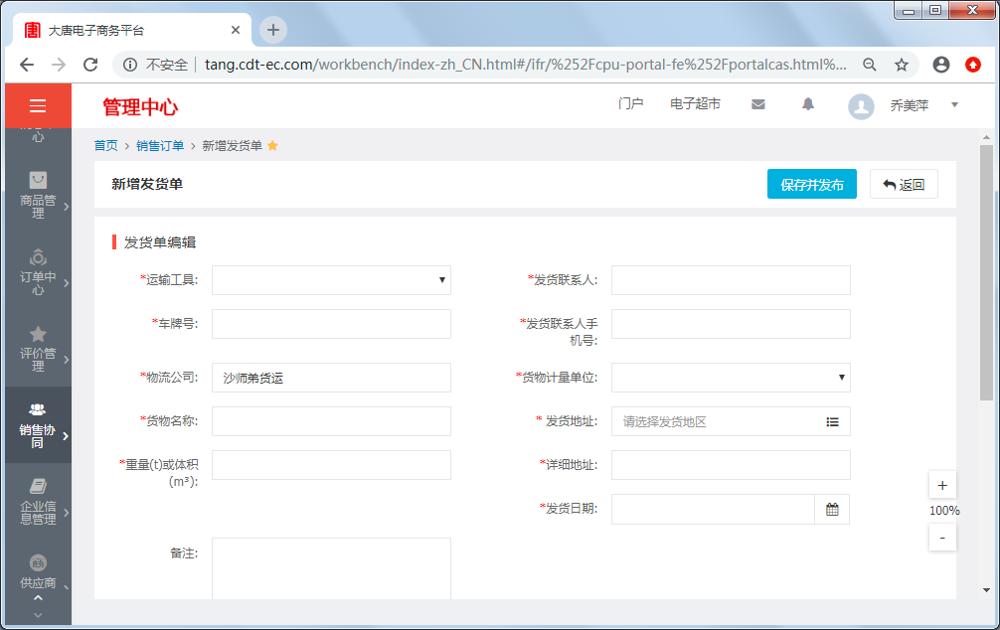 大唐电子商务平台
不安全 | tang.cdt-ec.com/workbench/index-zh_CN.html#/ifr/%252Fcpu-portal-fe%252Fportalcas.html%...
管理中心
门户
电子超市
乔美萍
心
商品管
理
订单中
心
评价管
理
销售协
同
企业信
息管理
供应商
首页 > 销售订单 > 新增发货单
新增发货单
保存并发布
返回
发货单编辑
*运输工具:
*发货联系人:
*车牌号:
*发货联系人手
机号:
*物流公司: 沙师弟货运
*货物计量单位:
*货物名称:
* 发货地址: 请选择发货地区
*重量(t)或体积
(m³):
*详细地址:
*发货日期:
备注:
+
100%
-